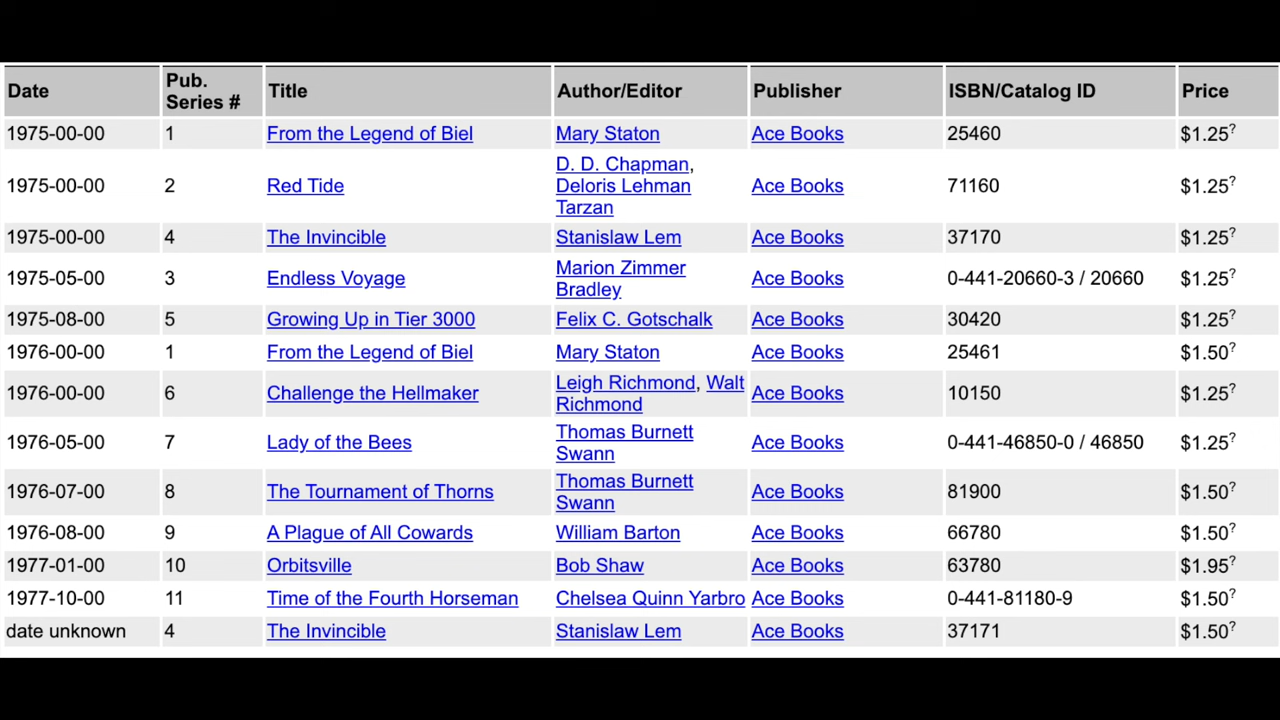 Date Pub. Series # Title Author/Editor Publisher ISBN/Catalog ID Price
1975-00-00 1 From the Legend of Biel Mary Staton Ace Books 25460 $1.25?
1975-00-00 2 Red Tide D. D. Chapman, Deloris Lehman Tarzan Ace Books 71160 $1.25?
1975-00-00 4 The Invincible Stanislaw Lem Ace Books 37170 $1.25?
1975-05-00 3 Endless Voyage Marion Zimmer Bradley Ace Books 0-441-20660-3 / 20660 $1.25?
1975-08-00 5 Growing Up in Tier 3000 Felix C. Gotschalk Ace Books 30420 $1.25?
1976-00-00 1 From the Legend of Biel Mary Staton Ace Books 25461 $1.50?
1976-00-00 6 Challenge the Hellmaker Leigh Richmond, Walt Richmond Ace Books 10150 $1.25?
1976-05-00 7 Lady of the Bees Thomas Burnett Swann Ace Books 0-441-46850-0 / 46850 $1.25?
1976-07-00 8 The Tournament of Thorns Thomas Burnett Swann Ace Books 81900 $1.50?
1976-08-00 9 A Plague of All Cowards William Barton Ace Books 66780 $1.50?
1977-01-00 10 Orbitsville Bob Shaw Ace Books 63780 $1.95?
1977-10-00 11 Time of the Fourth Horseman Chelsea Quinn Yarbro Ace Books 0-441-81180-9 $1.50?
date unknown 4 The Invincible Stanislaw Lem Ace Books 37171 $1.50?